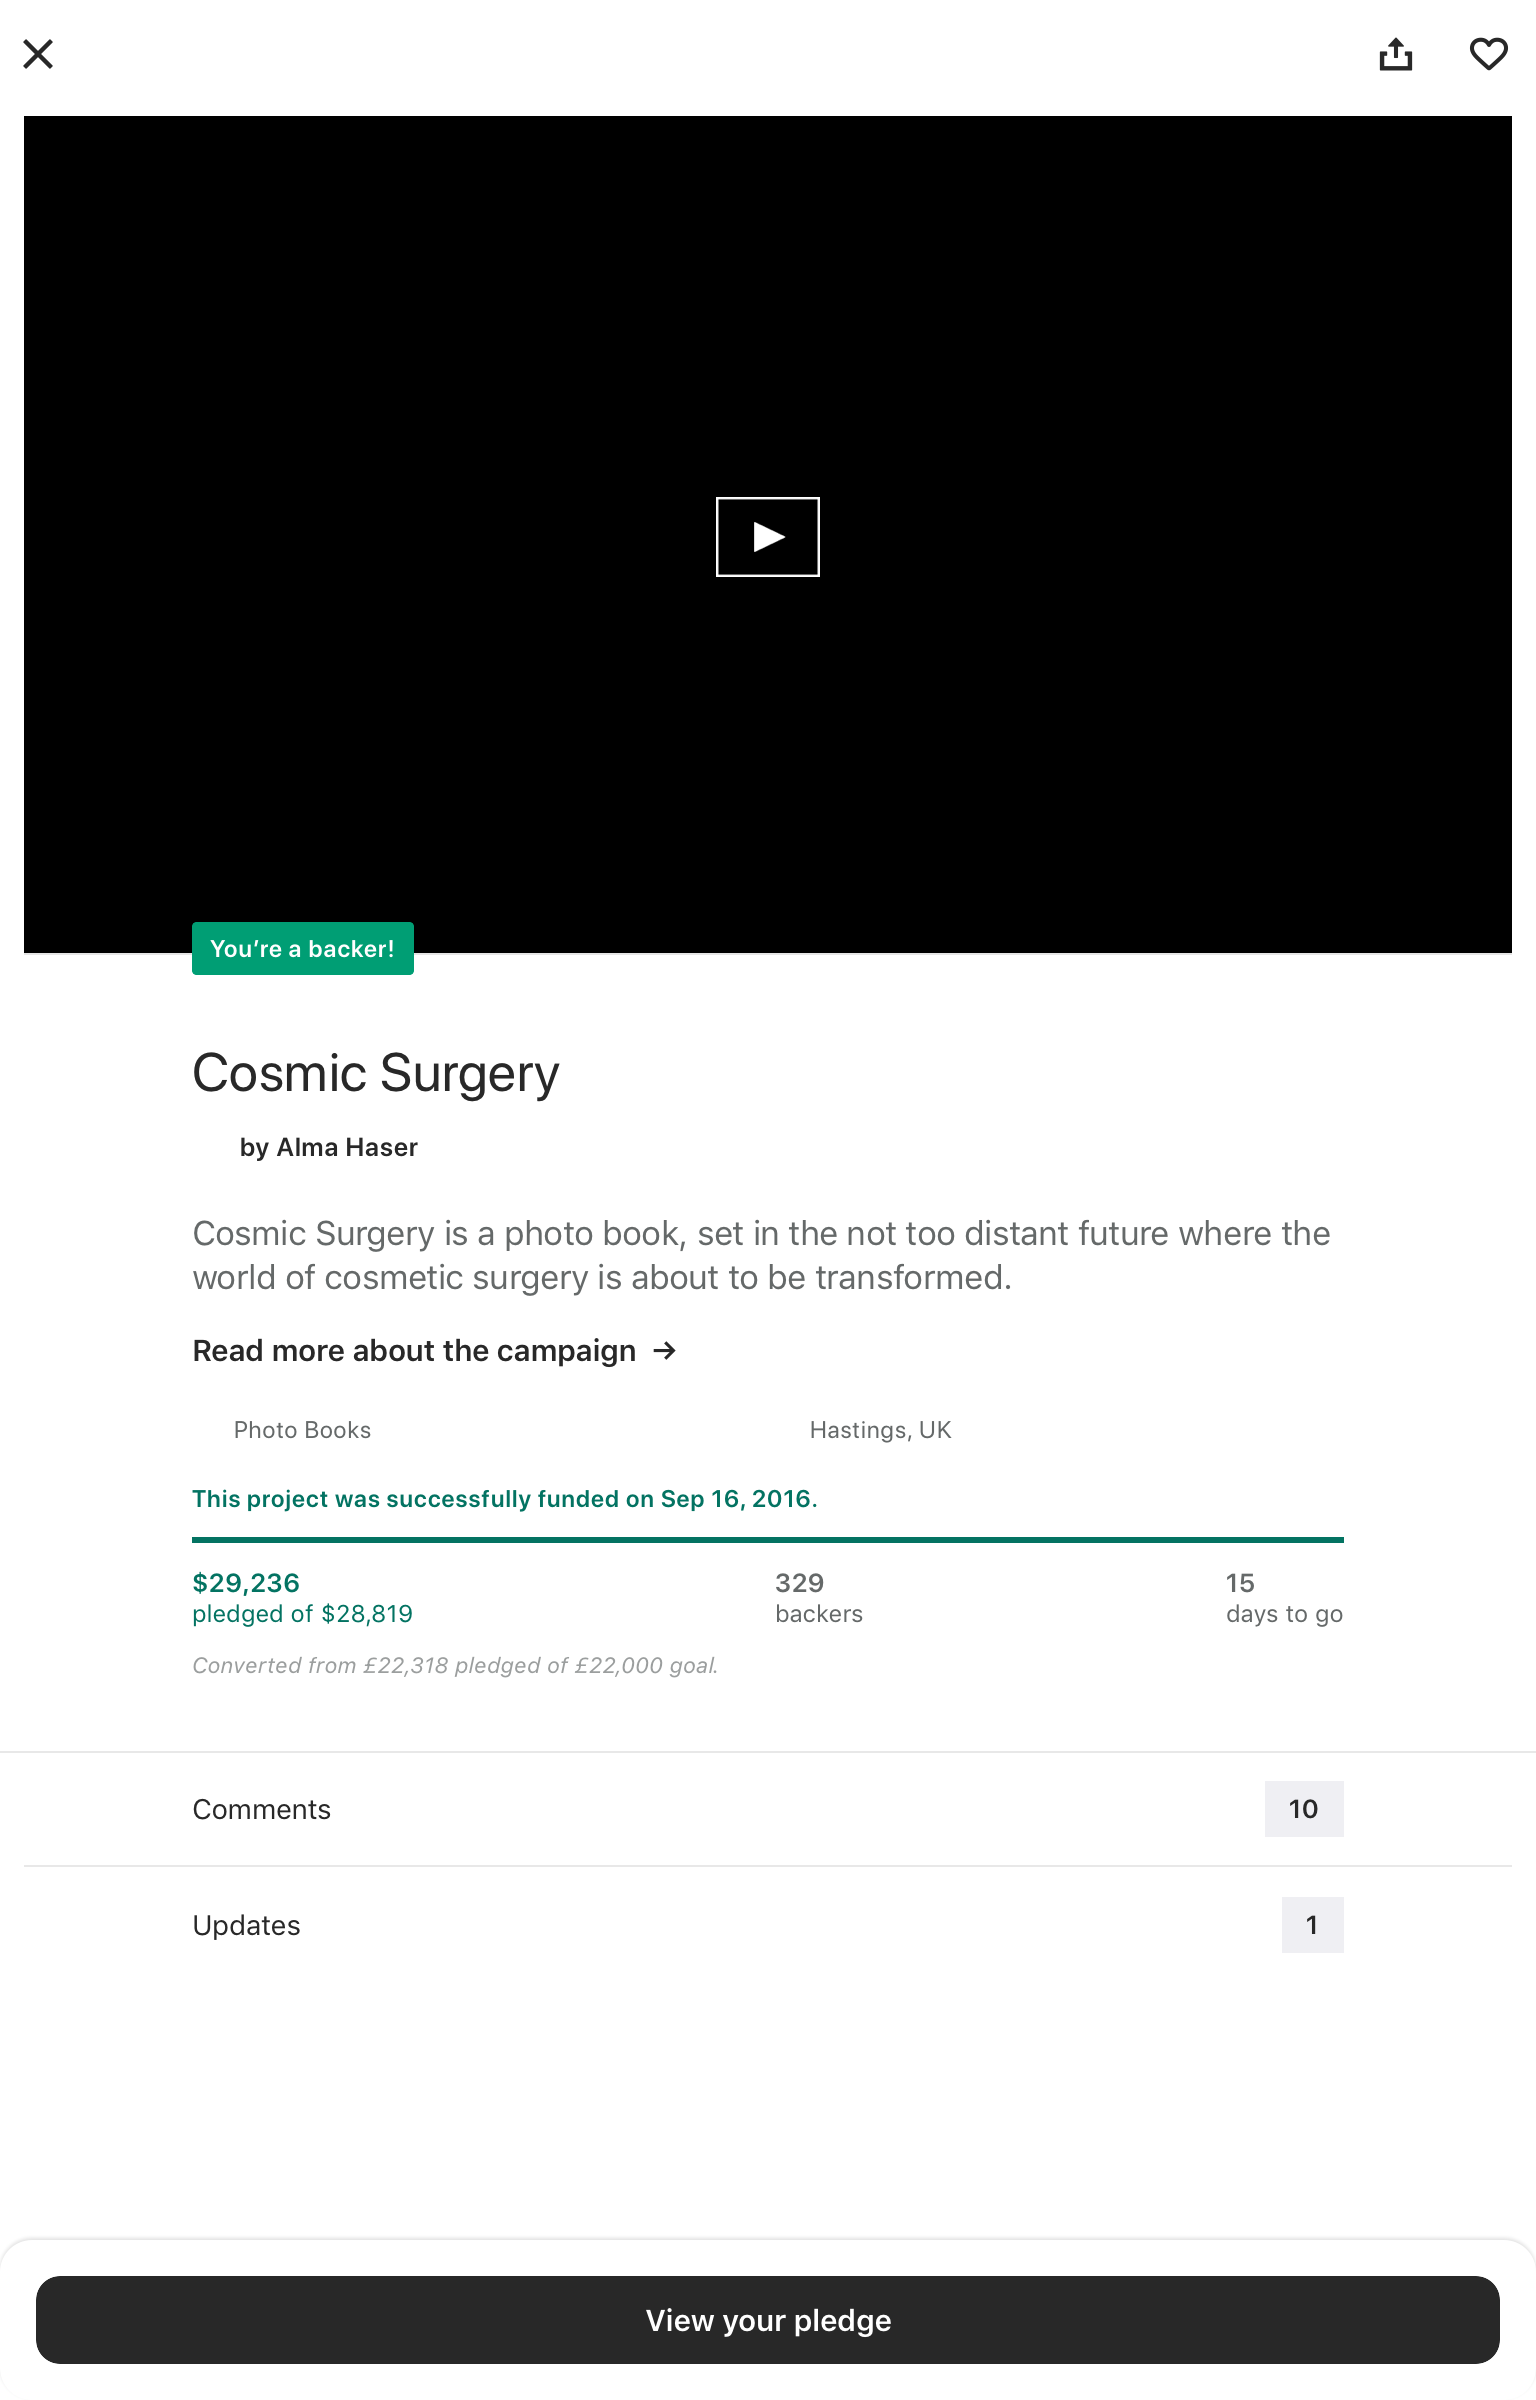 You’re a backer!
Cosmic Surgery
by Alma Haser
Cosmic Surgery is a photo book, set in the not too distant future where the
world of cosmetic surgery is about to be transformed.
Read more about the campaign →
Photo Books
Hastings, UK
This project was successfully funded on Sep 16, 2016.
$29,236
pledged of $28,819
329
backers
15
days to go
Converted from £22,318 pledged of £22,000 goal.
Comments
10
Updates
1
View your pledge